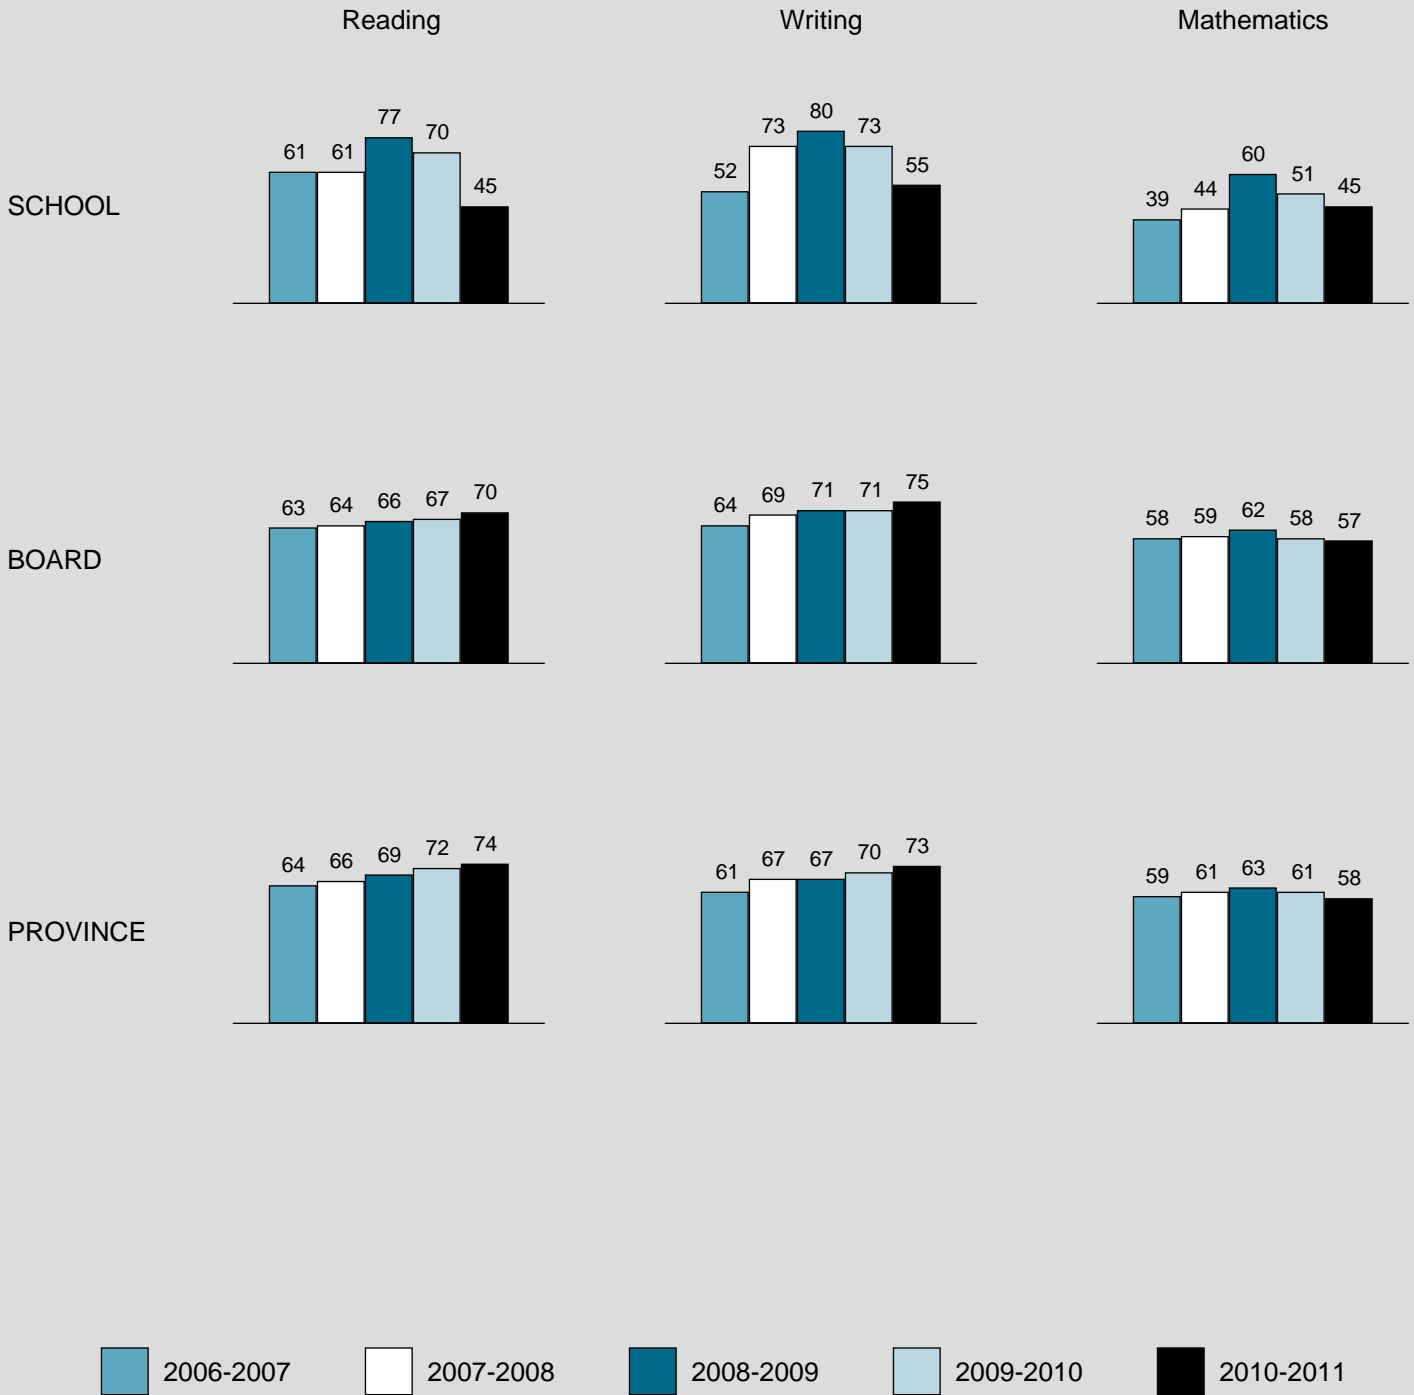 Reading Writing Mathematics
77 70 61 61 45
80 73 73 55 52
60 51 45 44 39
SCHOOL
70 67 66 64 63
75 71 71 69 64
62 59 58 58 57
BOARD
74 72 69 66 64
73 70 67 67 61
63 61 61 59 58
PROVINCE
2006-2007 2007-2008 2008-2009 2009-2010 2010-2011